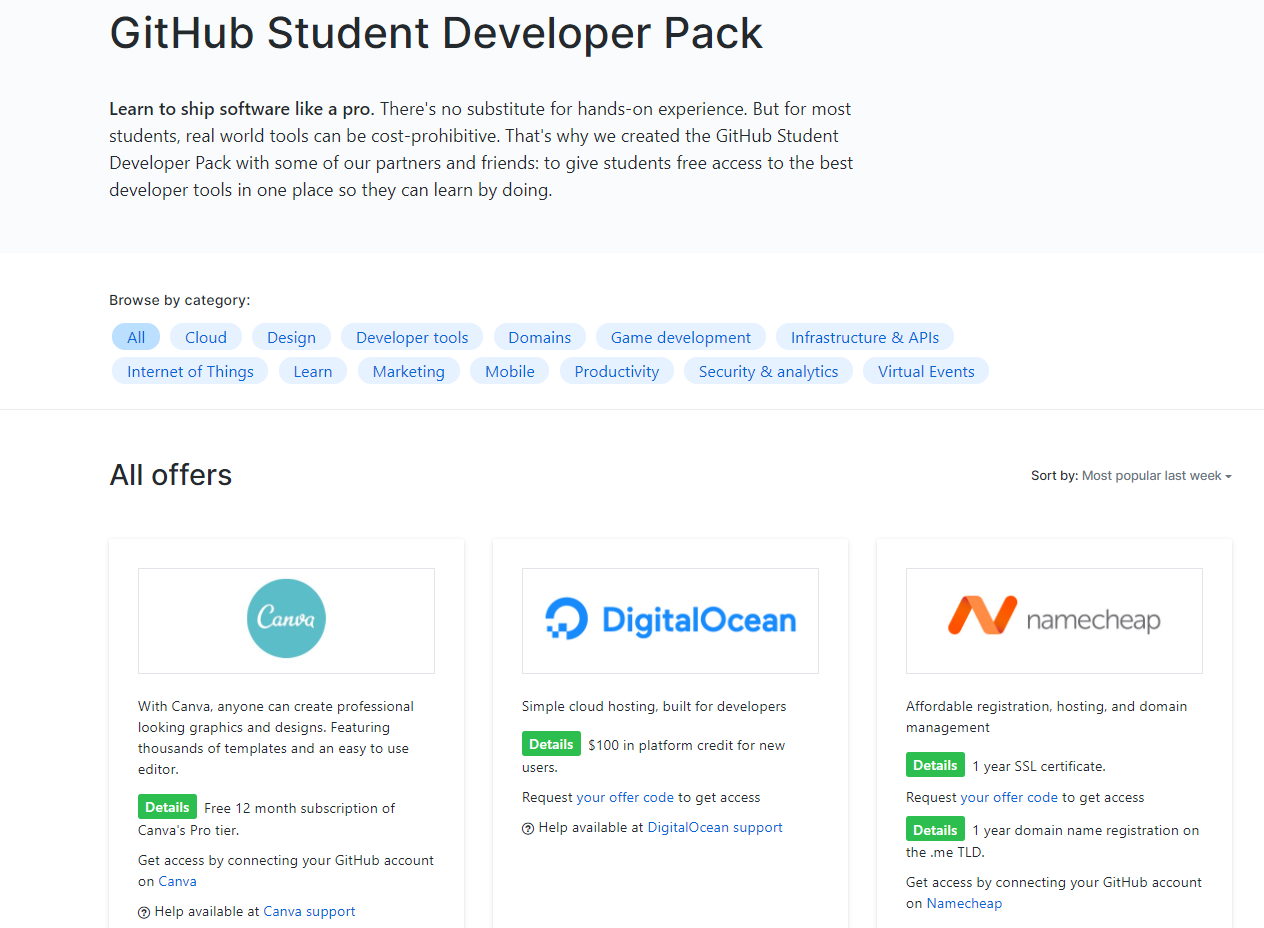 GitHub Student Developer Pack
Learn to ship software like a pro. There's no substitute for hands-on experience. But for most
students, real world tools can be cost-prohibitive. That's why we created the GitHub Student
Developer Pack with some of our partners and friends: to give students free access to the best
developer tools in one place so they can learn by doing.
Browse by category:
All Cloud Design Developer tools Domains Game development Infrastructure & APIs
Internet of Things Learn Marketing Mobile Productivity Security & analytics Virtual Events
All offers
Sort by: Most popular last week
Canva
With Canva, anyone can create professional
looking graphics and designs. Featuring
thousands of templates and an easy to use
editor.
Details Free 12 month subscription of
Canva's Pro tier.
Get access by connecting your GitHub account
on Canva
Help available at Canva support
DigitalOcean
Simple cloud hosting, built for developers
Details $100 in platform credit for new
users.
Request your offer code to get access
Help available at DigitalOcean support
namecheap
Affordable registration, hosting, and domain
management
Details 1 year SSL certificate.
Request your offer code to get access
Details 1 year domain name registration on
the .me TLD.
Get access by connecting your GitHub account
on Namecheap